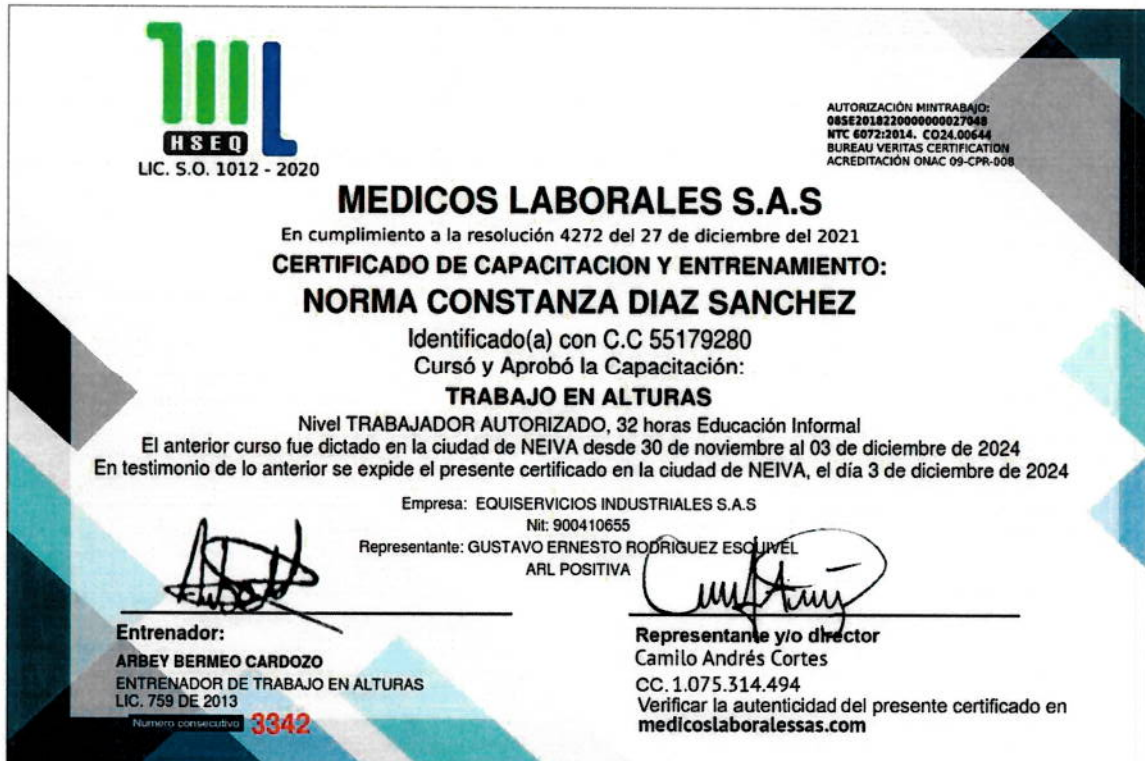 ML
HSEQ
LIC. S.O. 1012 - 2020
AUTORIZACIÓN MINTRABAJO:
08SE2018220000000027048
NTC 6072:2014. CO24.00644
BUREAU VERITAS CERTIFICATION
ACREDITACIÓN ONAC 09-CPR-008
MEDICOS LABORALES S.A.S
En cumplimiento a la resolución 4272 del 27 de diciembre del 2021
CERTIFICADO DE CAPACITACION Y ENTRENAMIENTO:
NORMA CONSTANZA DIAZ SANCHEZ
Identificado(a) con C.C 55179280
Cursó y Aprobó la Capacitación:
TRABAJO EN ALTURAS
Nivel TRABAJADOR AUTORIZADO, 32 horas Educación Informal
El anterior curso fue dictado en la ciudad de NEIVA desde 30 de noviembre al 03 de diciembre de 2024
En testimonio de lo anterior se expide el presente certificado en la ciudad de NEIVA, el día 3 de diciembre de 2024
Empresa: EQUISERVICIOS INDUSTRIALES S.A.S
Nit: 900410655
Representante: GUSTAVO ERNESTO RODRIGUEZ ESQUIVEL
ARL POSITIVA
Entrenador:
ARBEY BERMEO CARDOZO
ENTRENADOR DE TRABAJO EN ALTURAS
LIC. 759 DE 2013
Numero consecutivo 3342
Representante y/o director
Camilo Andrés Cortes
CC. 1.075.314.494
Verificar la autenticidad del presente certificado en
medicoslaboralessas.com